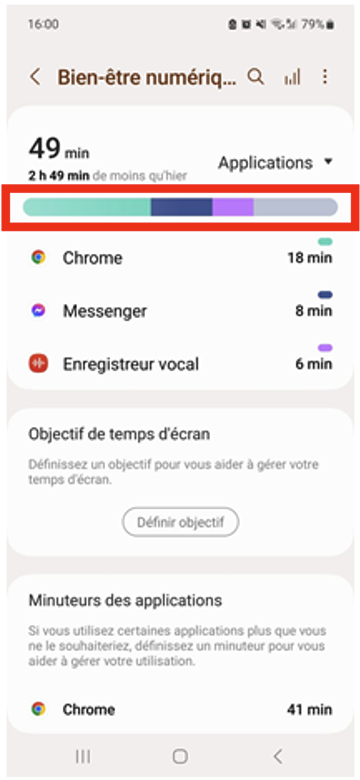 16:00
79%
Bien-être numériq...
49 min
Applications
2 h 49 min de moins qu'hier
Chrome
18 min
Messenger
8 min
Enregistreur vocal
6 min
Objectif de temps d'écran
Définissez un objectif pour vous aider à gérer votre
temps d'écran.
Définir objectif
Minuteurs des applications
Si vous utilisez certaines applications plus que vous
ne le souhaiteriez, définissez un minuteur pour vous
aider à gérer votre utilisation.
Chrome
41 min